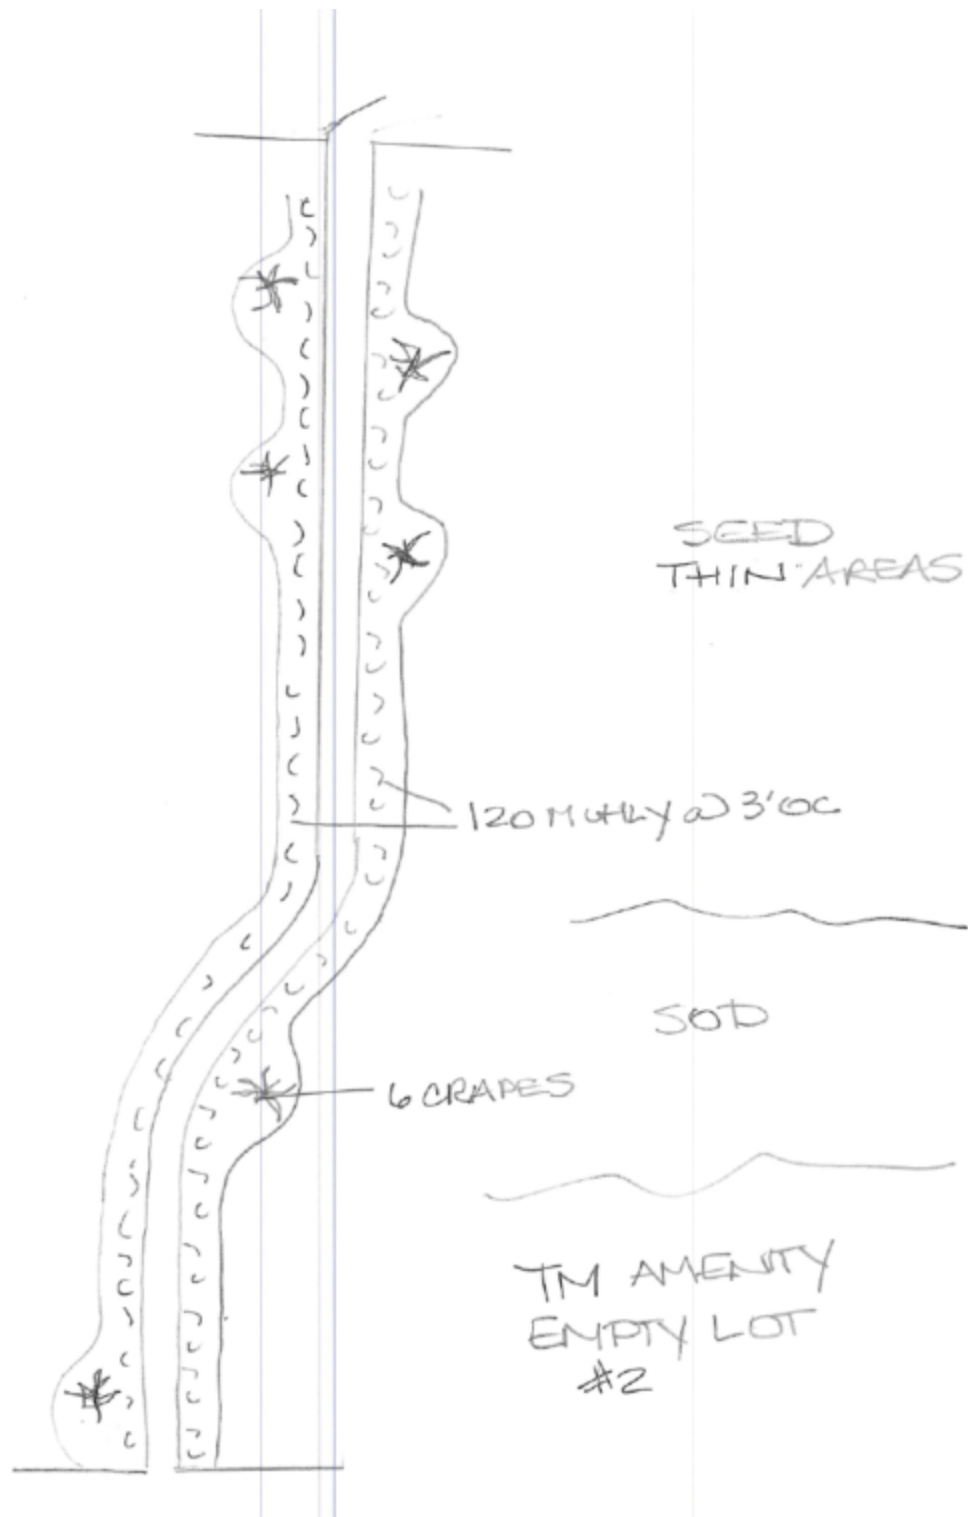 SEED
THIN AREAS
120 MUHLY @ 3' OC
SOD
6 CRAPES
TM AMENITY
EMPTY LOT
#2